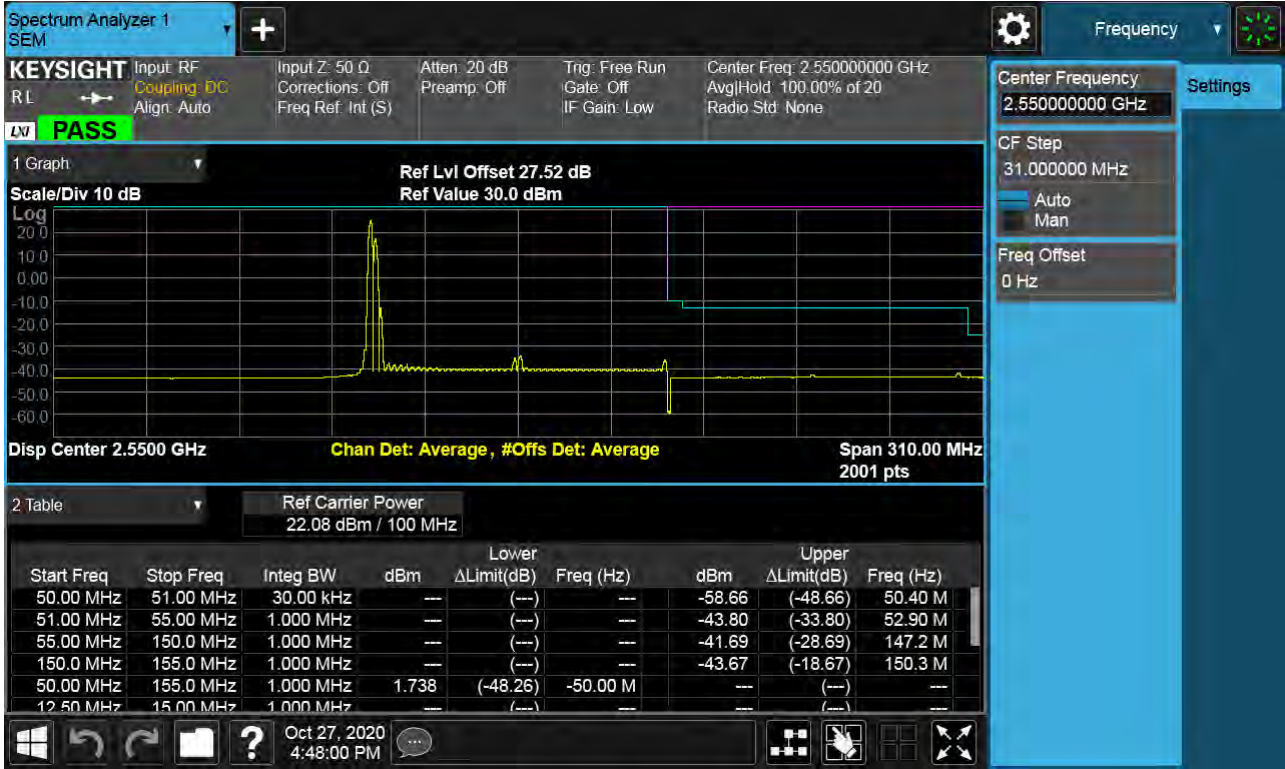 Spectrum Analyzer 1
SEM
Frequency
KEYSIGHT
RL
LXI
PASS
Input: RF
Coupling: DC
Align: Auto
Input Z: 50 Ω
Corrections: Off
Freq Ref: Int (S)
Atten: 20 dB
Preamp: Off
Trig: Free Run
Gate: Off
IF Gain: Low
Center Freq: 2.550000000 GHz
Avg|Hold: 100.00% of 20
Radio Std: None
Center Frequency
2.550000000 GHz
Settings
CF Step
31.000000 MHz
Auto
Man
Freq Offset
0 Hz
1 Graph
Scale/Div 10 dB
Ref Lvl Offset 27.52 dB
Ref Value 30.0 dBm
Log
20.0
10.0
0.00
-10.0
-20.0
-30.0
-40.0
-50.0
-60.0
Disp Center 2.5500 GHz
Chan Det: Average, #Offs Det: Average
Span 310.00 MHz
2001 pts
2 Table
Ref Carrier Power
22.08 dBm / 100 MHz
Lower Upper
Start Freq Stop Freq Integ BW dBm ΔLimit(dB) Freq (Hz) dBm ΔLimit(dB) Freq (Hz)
50.00 MHz 51.00 MHz 30.00 kHz --- (---) --- -58.66 (-48.66) 50.40 M
51.00 MHz 55.00 MHz 1.000 MHz --- (---) --- -43.80 (-33.80) 52.90 M
55.00 MHz 150.0 MHz 1.000 MHz --- (---) --- -41.69 (-28.69) 147.2 M
150.0 MHz 155.0 MHz 1.000 MHz --- (---) --- -43.67 (-18.67) 150.3 M
50.00 MHz 155.0 MHz 1.000 MHz 1.738 (-48.26) -50.00 M --- (---) ---
12.50 MHz 15.00 MHz 1.000 MHz --- (---) --- --- (---) ---
?
Oct 27, 2020
4:48:00 PM